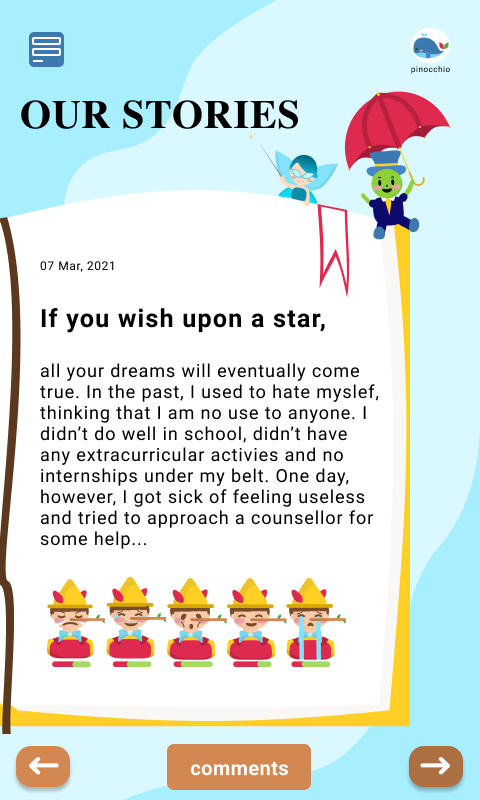 pinocchio
OUR STORIES
07 Mar, 2021
If you wish upon a star,
all your dreams will eventually come
true. In the past, I used to hate myslef,
thinking that I am no use to anyone. I
didn’t do well in school, didn’t have
any extracurricular activies and no
internships under my belt. One day,
however, I got sick of feeling useless
and tried to approach a counsellor for
some help...
comments